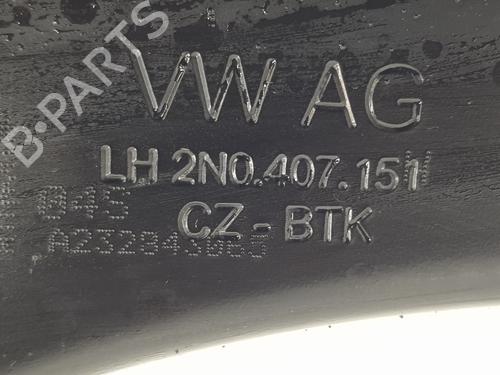 B-PARTS
VW AG
LH 2N0.407.151
045
CZ-BTK